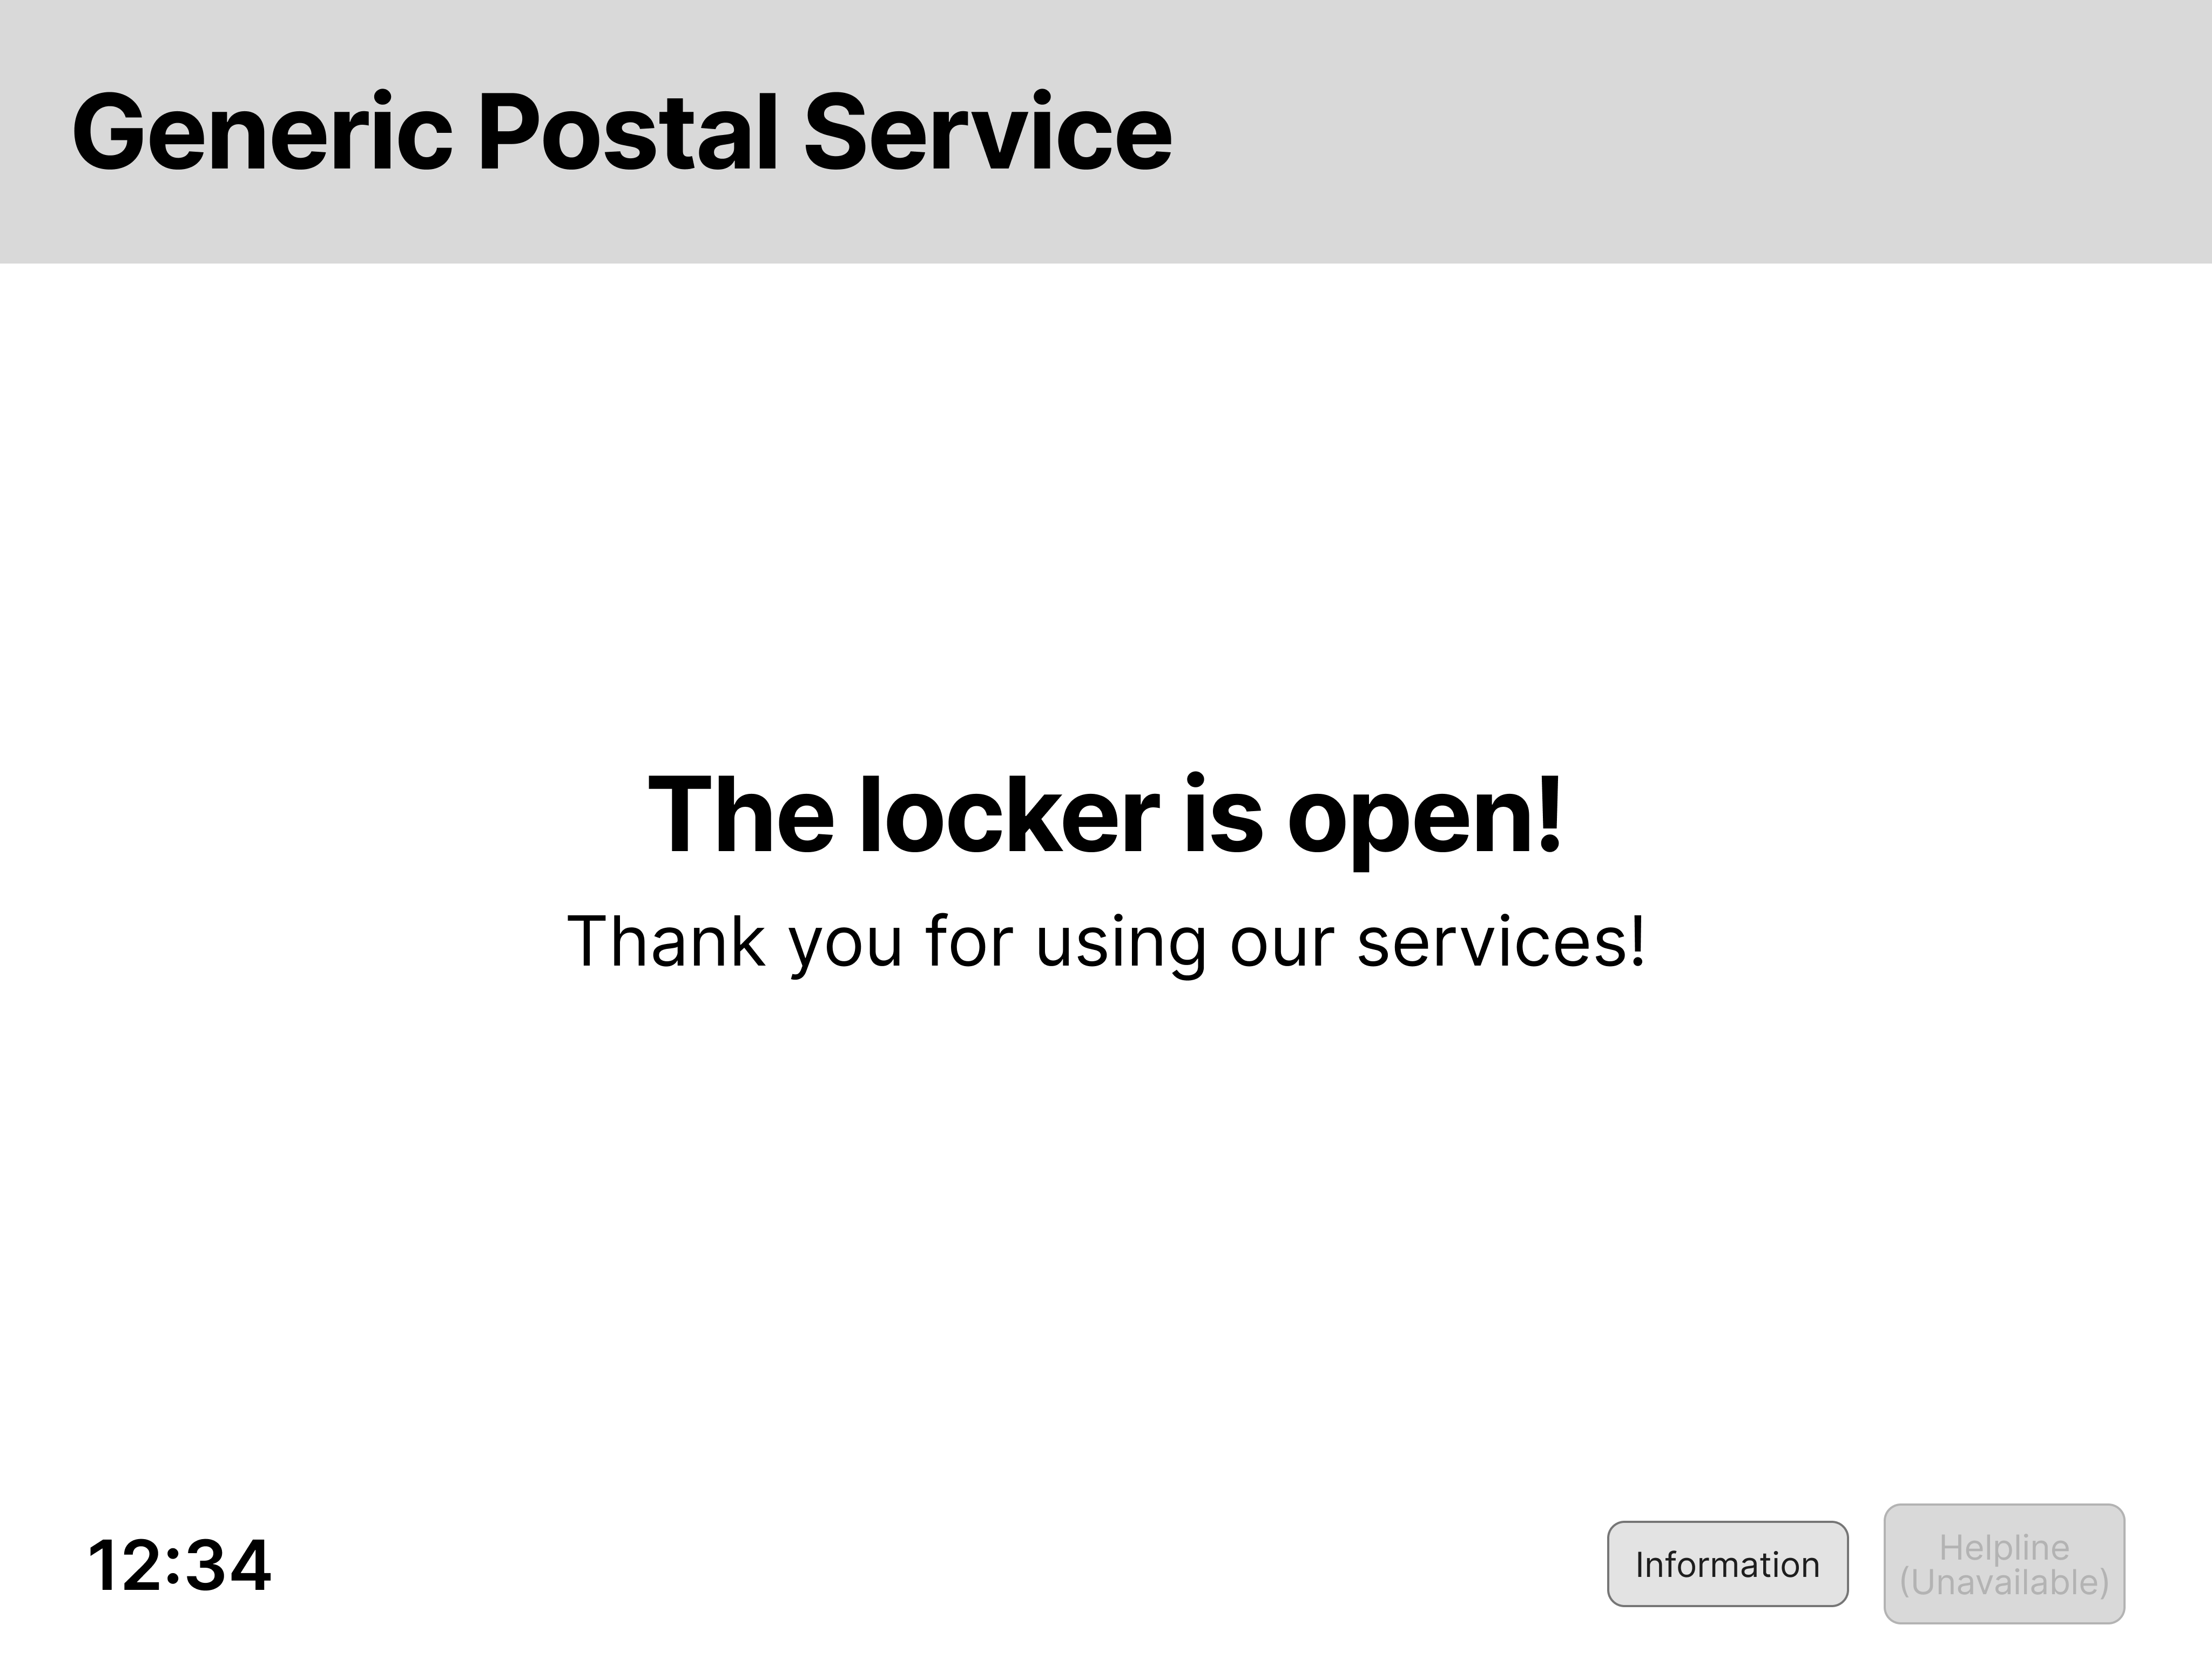 Generic Postal Service
The locker is open!
Thank you for using our services!
12:34
Information
Helpline
(Unavailable)